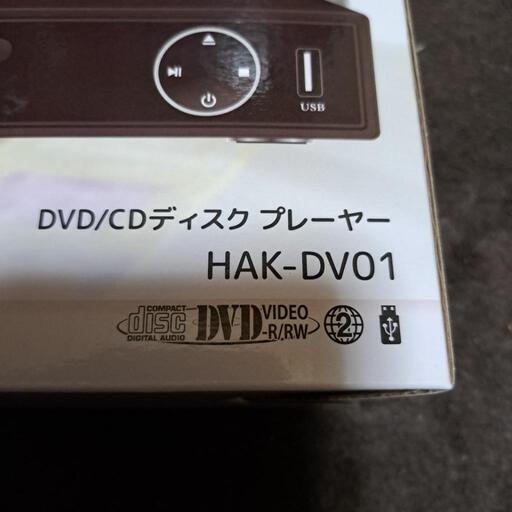 USB
DVD/CDディスク プレーヤー
HAK-DV01
COMPACT
disc
DIGITAL AUDIO
DVD VIDEO
-R/RW
2